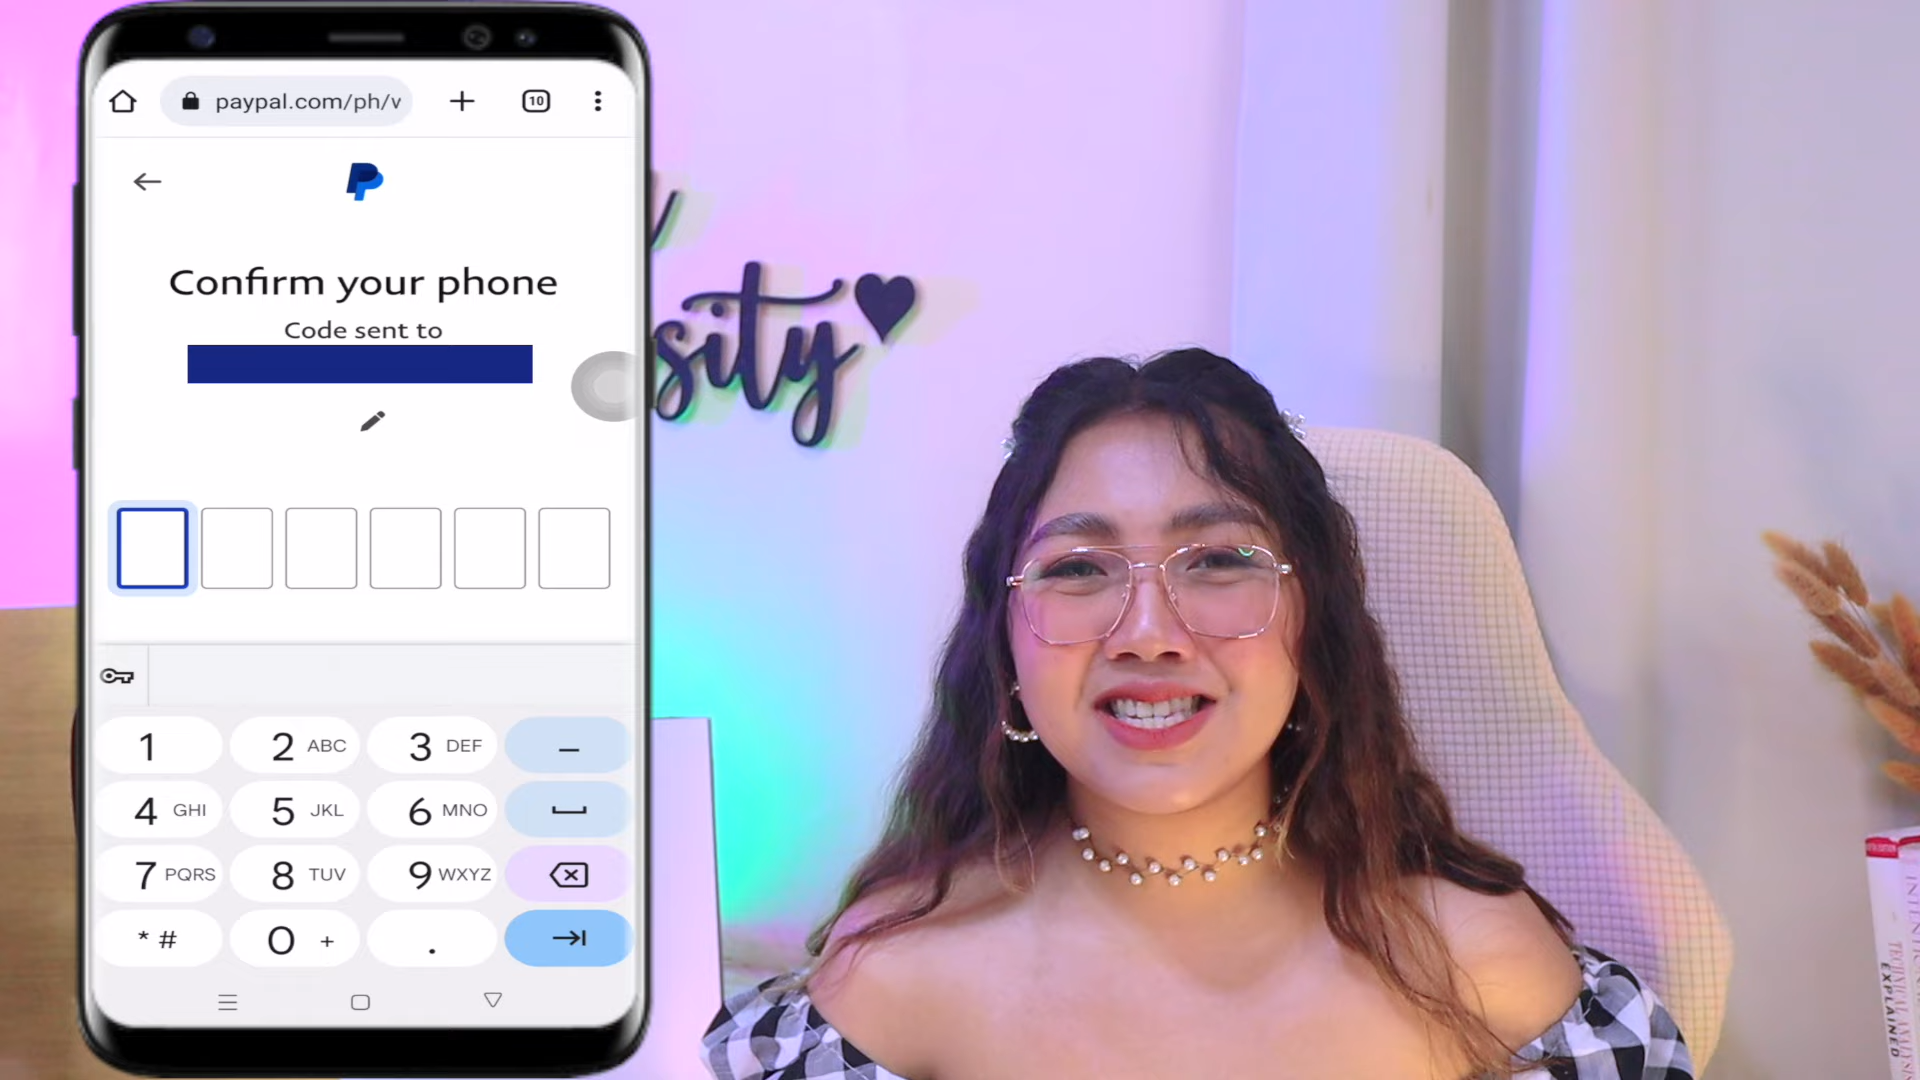 paypal.com/ph/v
10
Confirm your phone
Code sent to
1
2 ABC
3 DEF
–
4 GHI
5 JKL
6 MNO
7 PQRS
8 TUV
9 WXYZ
* #
0 +
.
sity
EXPLAINED